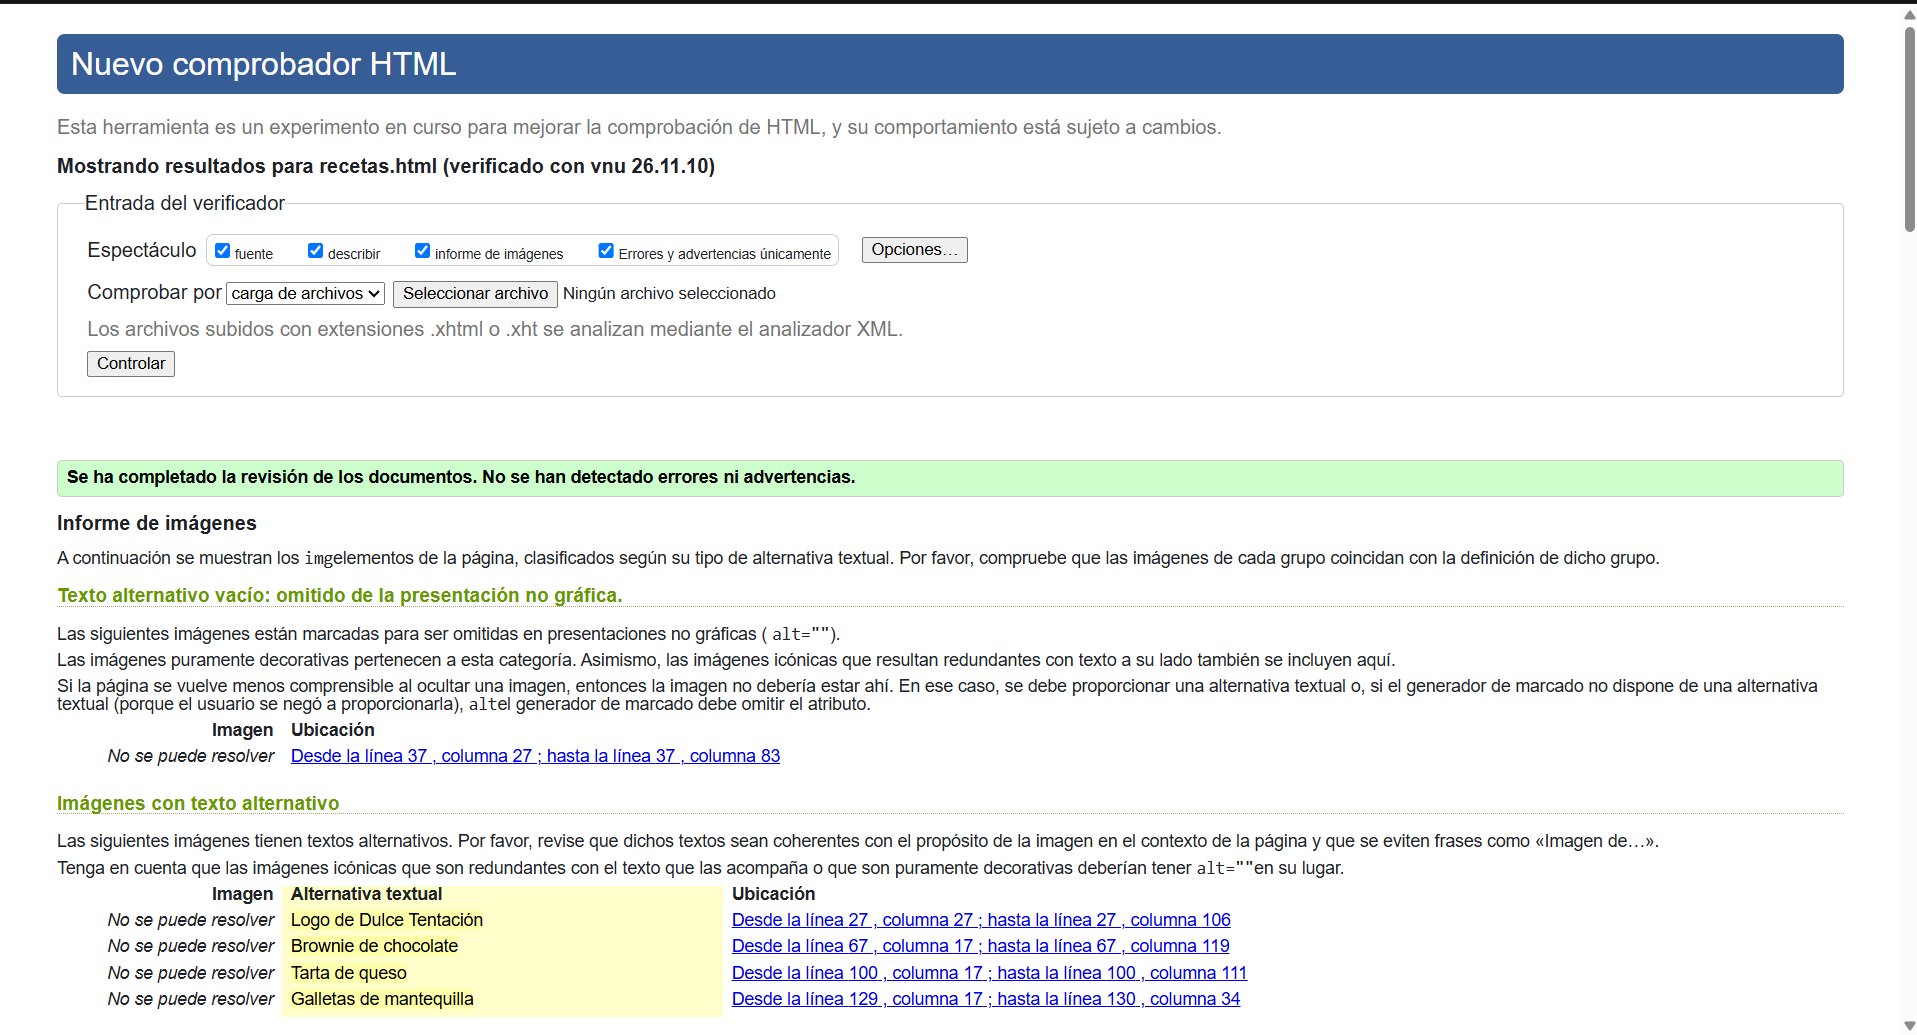 Nuevo comprobador HTML
Esta herramienta es un experimento en curso para mejorar la comprobación de HTML, y su comportamiento está sujeto a cambios.
Mostrando resultados para recetas.html (verificado con vnu 26.11.10)
Entrada del verificador
Espectáculo fuente describir informe de imágenes Errores y advertencias únicamente Opciones…
Comprobar por carga de archivos Seleccionar archivo Ningún archivo seleccionado
Los archivos subidos con extensiones .xhtml o .xht se analizan mediante el analizador XML.
Controlar
Se ha completado la revisión de los documentos. No se han detectado errores ni advertencias.
Informe de imágenes
A continuación se muestran los imgelementos de la página, clasificados según su tipo de alternativa textual. Por favor, compruebe que las imágenes de cada grupo coincidan con la definición de dicho grupo.
Texto alternativo vacío: omitido de la presentación no gráfica.
Las siguientes imágenes están marcadas para ser omitidas en presentaciones no gráficas ( alt="").
Las imágenes puramente decorativas pertenecen a esta categoría. Asimismo, las imágenes icónicas que resultan redundantes con texto a su lado también se incluyen aquí.
Si la página se vuelve menos comprensible al ocultar una imagen, entonces la imagen no debería estar ahí. En ese caso, se debe proporcionar una alternativa textual o, si el generador de marcado no dispone de una alternativa
textual (porque el usuario se negó a proporcionarla), altel generador de marcado debe omitir el atributo.
Imagen Ubicación
No se puede resolver Desde la línea 37 , columna 27 ; hasta la línea 37 , columna 83
Imágenes con texto alternativo
Las siguientes imágenes tienen textos alternativos. Por favor, revise que dichos textos sean coherentes con el propósito de la imagen en el contexto de la página y que se eviten frases como «Imagen de…».
Tenga en cuenta que las imágenes icónicas que son redundantes con el texto que las acompaña o que son puramente decorativas deberían tener alt=""en su lugar.
Imagen Alternativa textual Ubicación
No se puede resolver Logo de Dulce Tentación Desde la línea 27 , columna 27 ; hasta la línea 27 , columna 106
No se puede resolver Brownie de chocolate Desde la línea 67 , columna 17 ; hasta la línea 67 , columna 119
No se puede resolver Tarta de queso Desde la línea 100 , columna 17 ; hasta la línea 100 , columna 111
No se puede resolver Galletas de mantequilla Desde la línea 129 , columna 17 ; hasta la línea 130 , columna 34